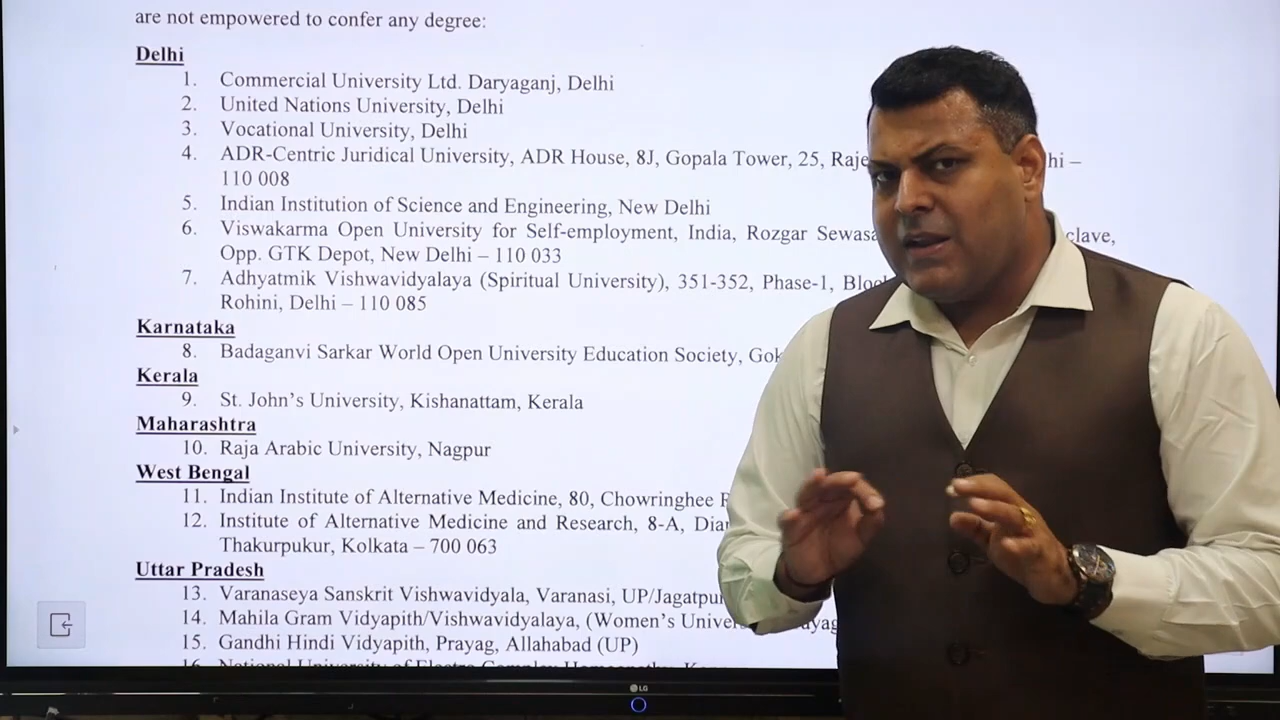 are not empowered to confer any degree:
Delhi
1. Commercial University Ltd. Daryaganj, Delhi
2. United Nations University, Delhi
3. Vocational University, Delhi
4. ADR-Centric Juridical University, ADR House, 8J, Gopala Tower, 25, –
110 008
5. Indian Institution of Science and Engineering, New Delhi
6. Viswakarma Open University for Self-employment, India, Rozgar
Opp. GTK Depot, New Delhi – 110 033
7. Adhyatmik Vishwavidyalaya (Spiritual University), 351-352, Phase-1,
Rohini, Delhi – 110 085
Karnataka
8. Badaganvi Sarkar World Open University Education Society,
Kerala
9. St. John’s University, Kishanattam, Kerala
Maharashtra
10. Raja Arabic University, Nagpur
West Bengal
11. Indian Institute of Alternative Medicine, 80, Chowringhee
12. Institute of Alternative Medicine and Research, 8-A,
Thakurpukur, Kolkata – 700 063
Uttar Pradesh
13. Varanaseya Sanskrit Vishwavidyala, Varanasi,
14. Mahila Gram Vidyapith/Vishwavidyalaya, (Women’s
15. Gandhi Hindi Vidyapith, Prayag, Allahabad (UP)
LG